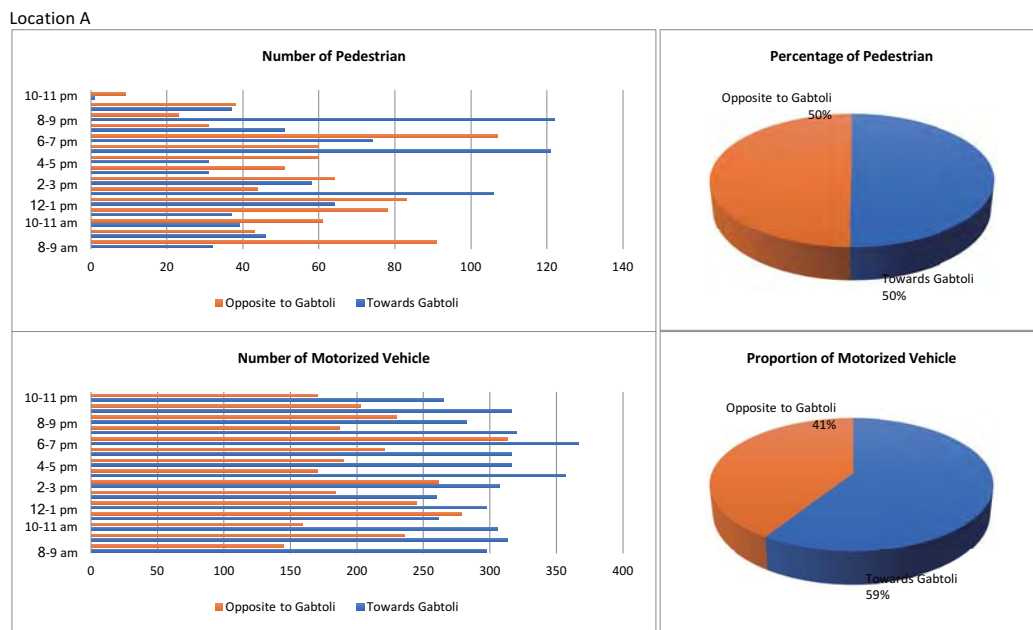 Location A
Number of Pedestrian
10-11 pm
8-9 pm
6-7 pm
4-5 pm
2-3 pm
12-1 pm
10-11 am
8-9 am
0 20 40 60 80 100 120 140
Opposite to Gabtoli Towards Gabtoli
Percentage of Pedestrian
Opposite to Gabtoli
50%
Towards Gabtoli
50%
Number of Motorized Vehicle
10-11 pm
8-9 pm
6-7 pm
4-5 pm
2-3 pm
12-1 pm
10-11 am
8-9 am
0 50 100 150 200 250 300 350 400
Opposite to Gabtoli Towards Gabtoli
Proportion of Motorized Vehicle
Opposite to Gabtoli
41%
Towards Gabtoli
59%